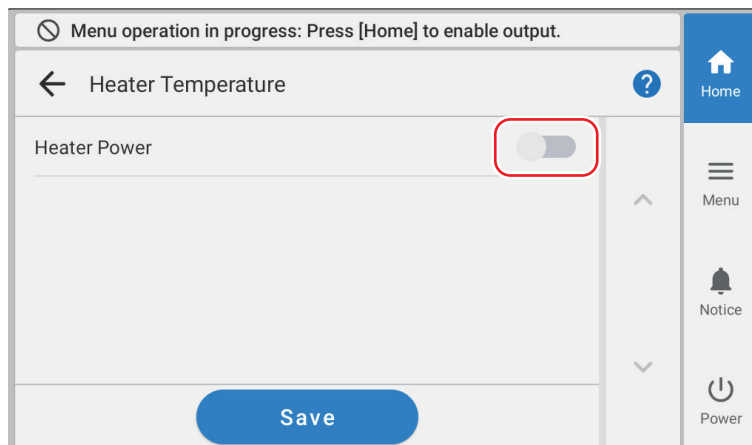 Menu operation in progress: Press [Home] to enable output.
Heater Temperature
?
Home
Heater Power
Menu
Notice
Save
Power